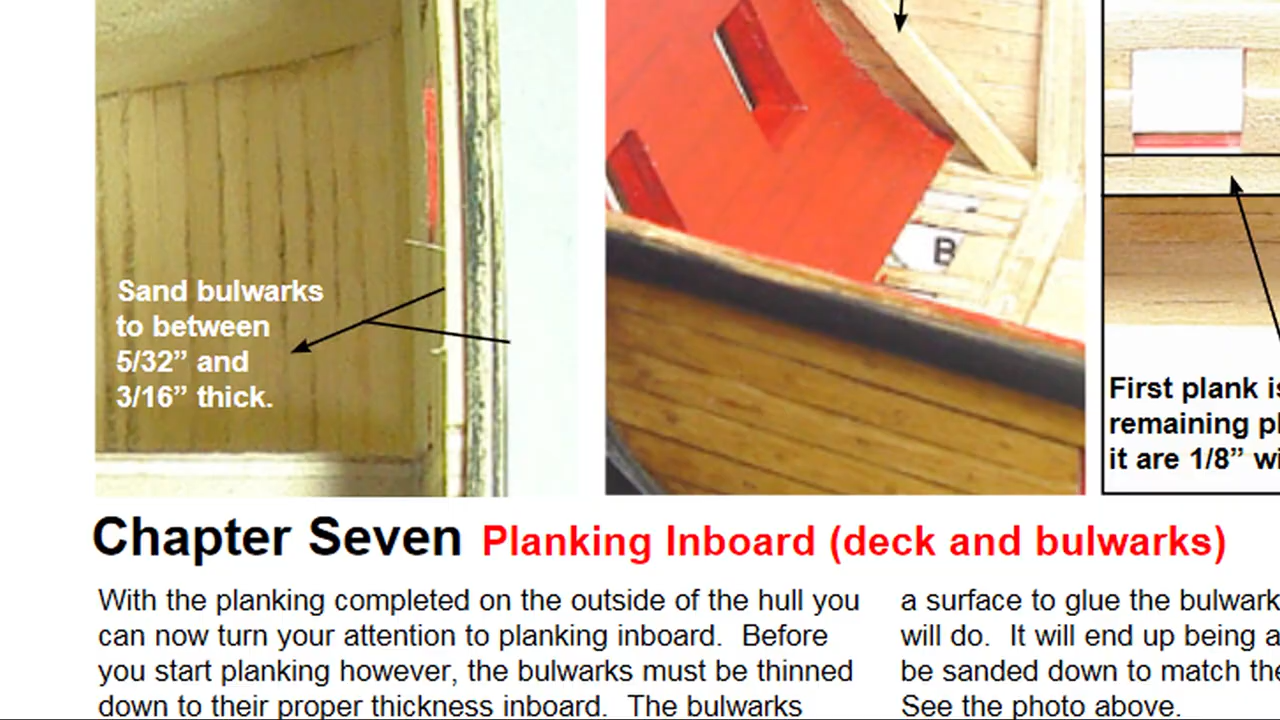 Sand bulwarks
to between
5/32” and
3/16” thick.
B
First plank is
remaining pl
it are 1/8” wi
Chapter Seven Planking Inboard (deck and bulwarks)
With the planking completed on the outside of the hull you
can now turn your attention to planking inboard.  Before
you start planking however, the bulwarks must be thinned
down to their proper thickness inboard.  The bulwarks
a surface to glue the bulwark
will do.  It will end up being a
be sanded down to match the
See the photo above.